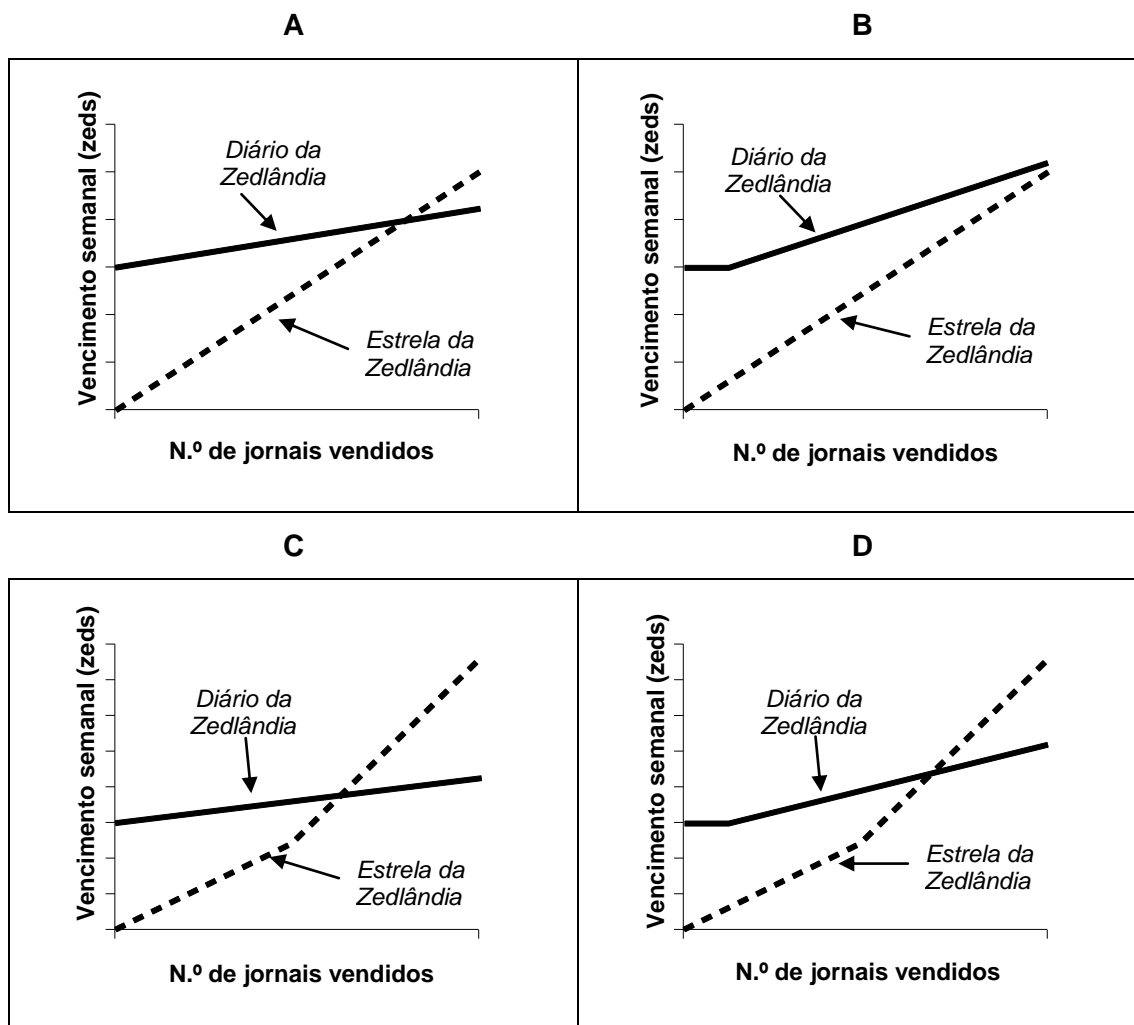 A
B
Vencimento semanal (zeds)
Diário da
Zedlândia
Estrela da
Zedlândia
N.º de jornais vendidos
Vencimento semanal (zeds)
Diário da
Zedlândia
Estrela da
Zedlândia
N.º de jornais vendidos
C
D
Vencimento semanal (zeds)
Diário da
Zedlândia
Estrela da
Zedlândia
N.º de jornais vendidos
Vencimento semanal (zeds)
Diário da
Zedlândia
Estrela da
Zedlândia
N.º de jornais vendidos